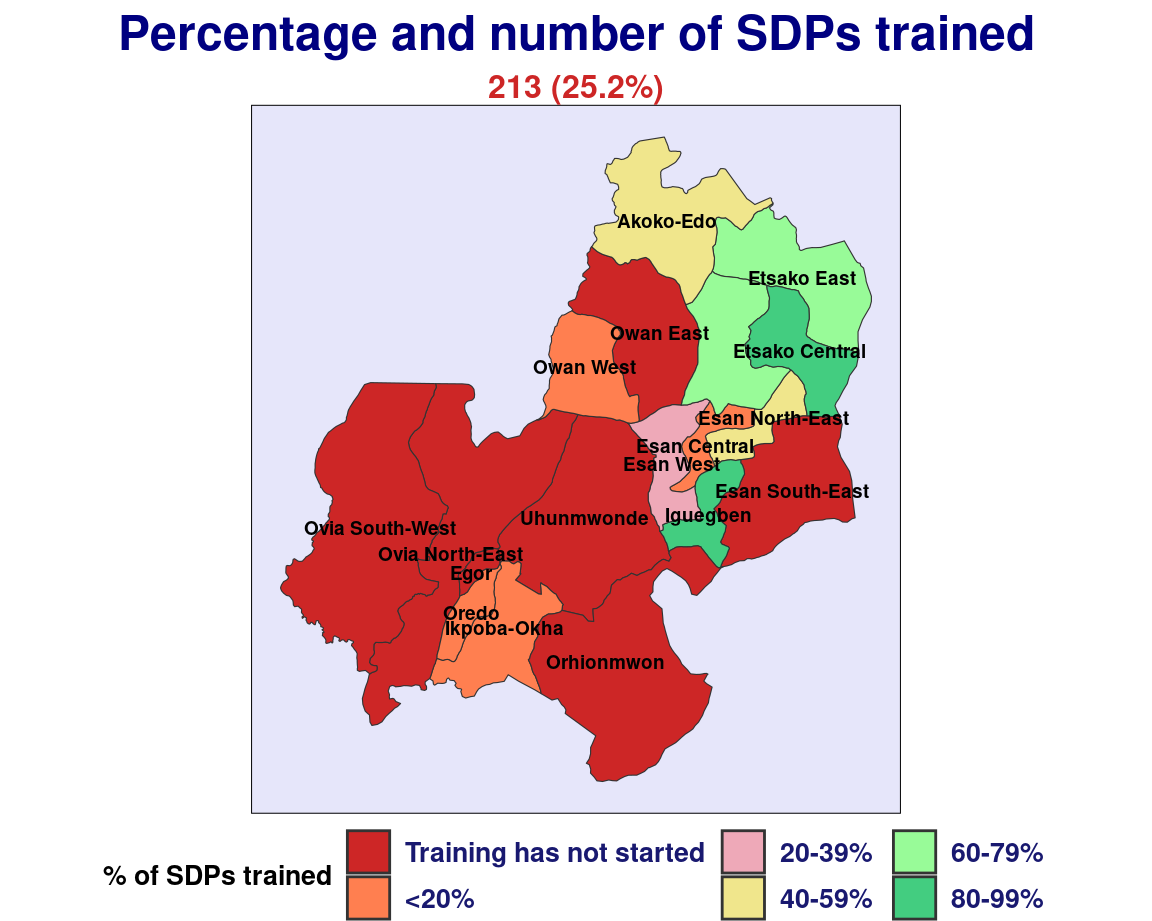 Percentage and number of SDPs trained
213 (25.2%)
Akoko-Edo
Etsako East
Owan East
Etsako Central
Owan West
Esan North-East
Esan Central
Esan West
Esan South-East
Iguegben
Uhunmwonde
Ovia South-West
Ovia North-East
Egor
Oredo
Ikpoba-Okha
Orhionmwon
% of SDPs trained
Training has not started
<20%
20-39%
40-59%
60-79%
80-99%